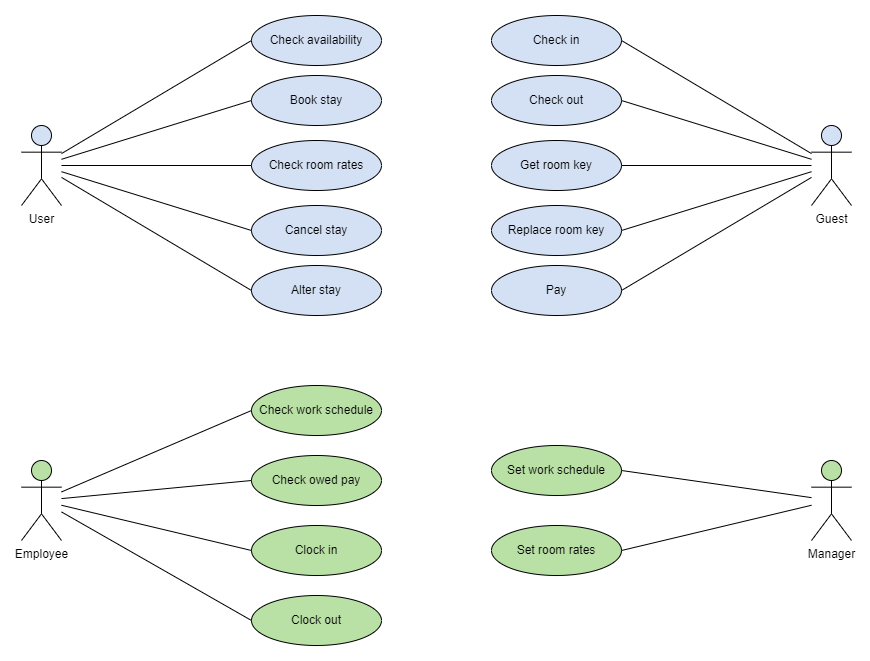 Check availability
Book stay
Check room rates
Cancel stay
Alter stay
User
Check in
Check out
Get room key
Replace room key
Pay
Guest
Check work schedule
Check owed pay
Clock in
Clock out
Employee
Set work schedule
Set room rates
Manager